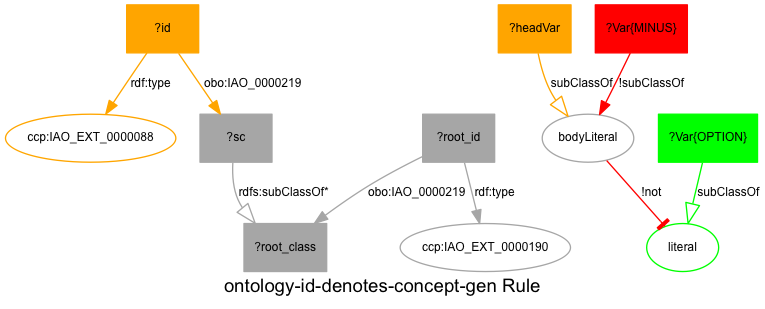 ?id
?headVar
?Var{MINUS}
rdf:type
obo:IAO_0000219
subClassOf
!subClassOf
ccp:IAO_EXT_0000088
?sc
?root_id
bodyLiteral
?Var{OPTION}
rdfs:subClassOf*
obo:IAO_0000219
rdf:type
!not
subClassOf
?root_class
ccp:IAO_EXT_0000190
literal
ontology-id-denotes-concept-gen Rule